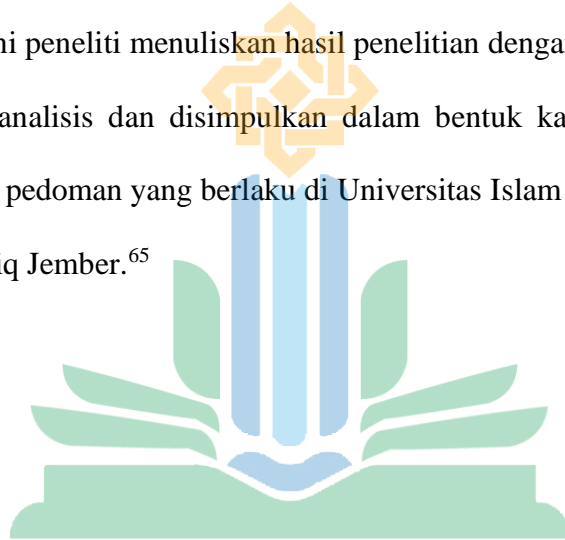 ni peneliti menuliskan hasil penelitian denga
analisis dan disimpulkan dalam bentuk ka
pedoman yang berlaku di Universitas Islam
iq Jember.⁶⁵